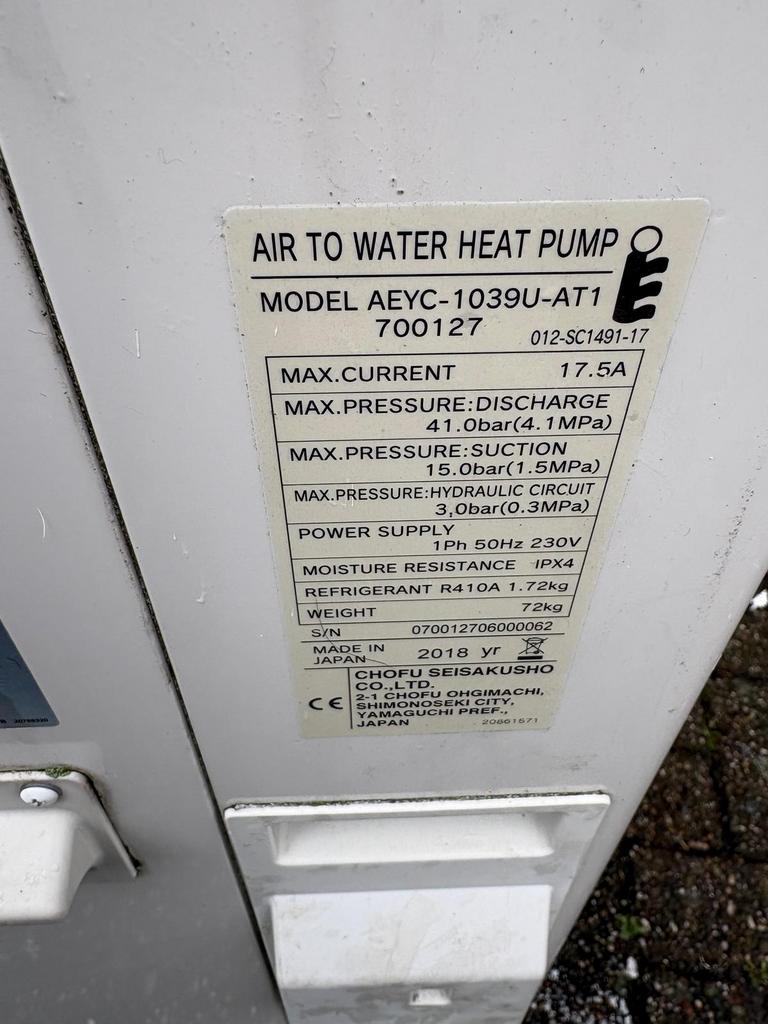 AIR TO WATER HEAT PUMP
MODEL AEYC-1039U-AT1
700127
012-SC1491-17
MAX.CURRENT 17.5A
MAX.PRESSURE:DISCHARGE
41.0bar(4.1MPa)
MAX.PRESSURE:SUCTION
15.0bar(1.5MPa)
MAX.PRESSURE:HYDRAULIC CIRCUIT
3,0bar(0.3MPa)
POWER SUPPLY
1Ph 50Hz 230V
MOISTURE RESISTANCE IPX4
REFRIGERANT R410A 1.72kg
WEIGHT 72kg
S/N 070012706000062
MADE IN
JAPAN
2018 yr
CE
CHOFU SEISAKUSHO
CO.,LTD.
2-1 CHOFU OHGIMACHI,
SHIMONOSEKI CITY,
YAMAGUCHI PREF.,
JAPAN 20861571